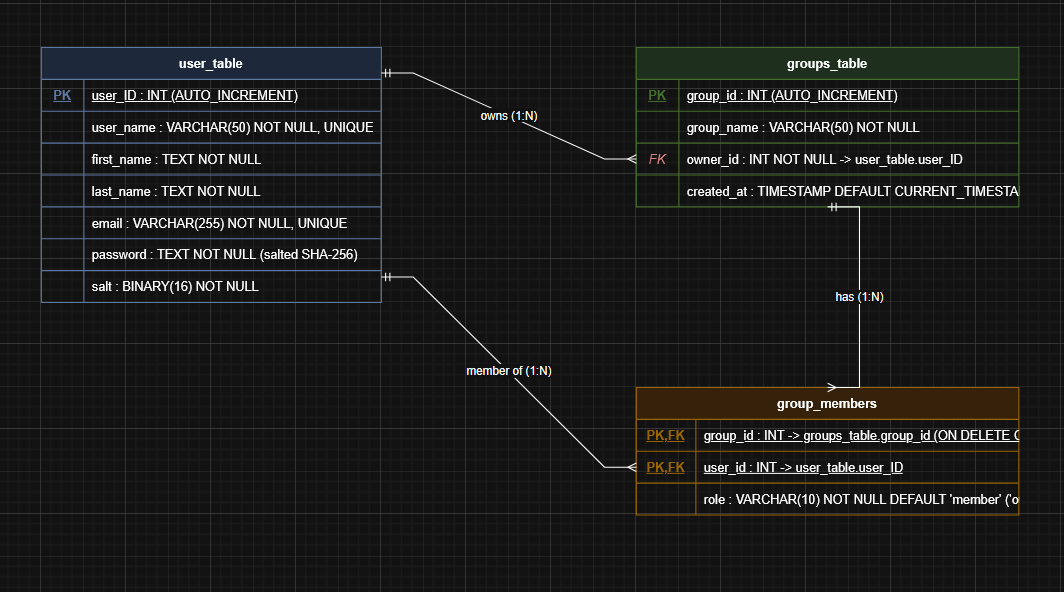 user_table
PK user_ID : INT (AUTO_INCREMENT)
user_name : VARCHAR(50) NOT NULL, UNIQUE
first_name : TEXT NOT NULL
last_name : TEXT NOT NULL
email : VARCHAR(255) NOT NULL, UNIQUE
password : TEXT NOT NULL (salted SHA-256)
salt : BINARY(16) NOT NULL
owns (1:N)
groups_table
PK group_id : INT (AUTO_INCREMENT)
group_name : VARCHAR(50) NOT NULL
FK owner_id : INT NOT NULL -> user_table.user_ID
created_at : TIMESTAMP DEFAULT CURRENT_TIMESTA
has (1:N)
member of (1:N)
group_members
PK,FK group_id : INT -> groups_table.group_id (ON DELETE
PK,FK user_id : INT -> user_table.user_ID
role : VARCHAR(10) NOT NULL DEFAULT 'member' ('o